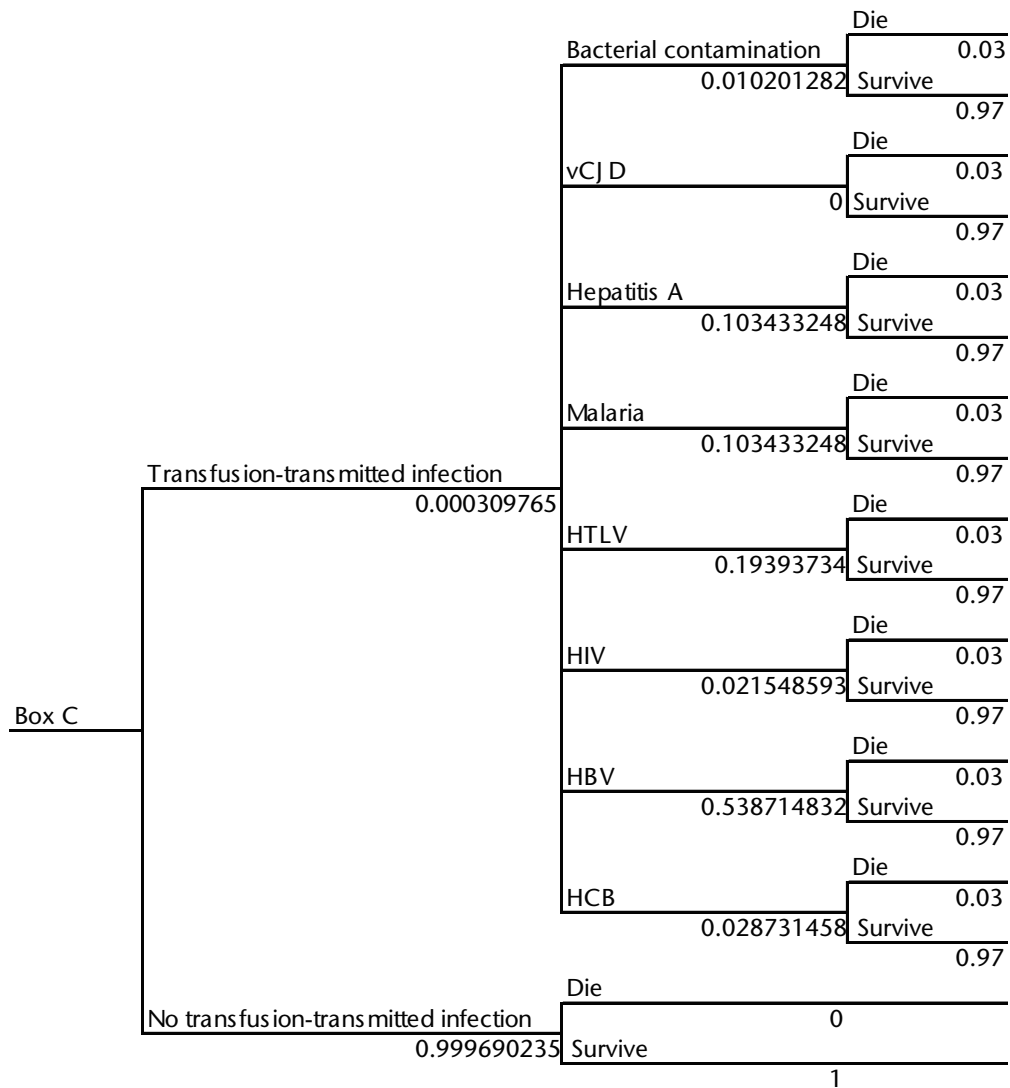 Die
Bacterial contamination 0.03
0.010201282 Survive
0.97
Die
vCJD 0.03
0 Survive
0.97
Die
Hepatitis A 0.03
0.103433248 Survive
0.97
Die
Malaria 0.03
0.103433248 Survive
0.97
Transfusion-transmitted infection
0.000309765
Die
HTLV 0.03
0.19393734 Survive
0.97
Die
HIV 0.03
0.021548593 Survive
0.97
Box C
Die
HBV 0.03
0.538714832 Survive
0.97
Die
HCB 0.03
0.028731458 Survive
0.97
Die
No transfusion-transmitted infection 0
0.999690235 Survive
1